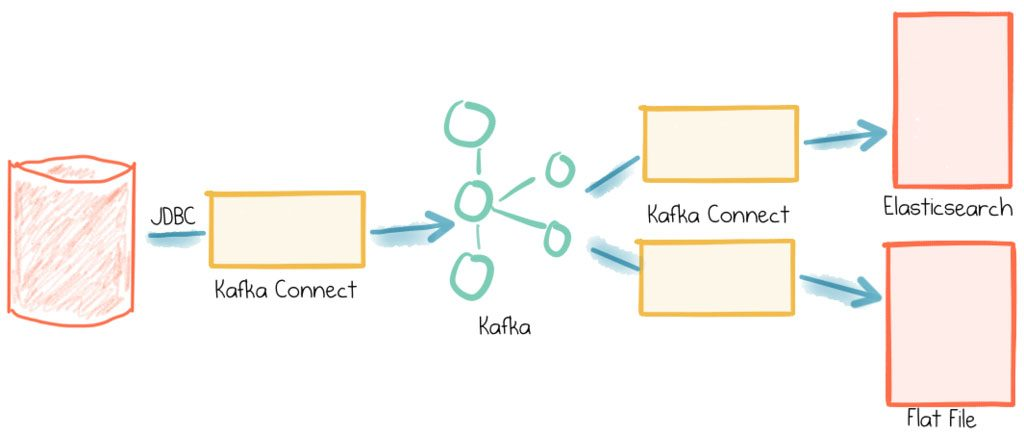 JDBC
Kafka Connect
Kafka
Kafka Connect
Elasticsearch
Flat File